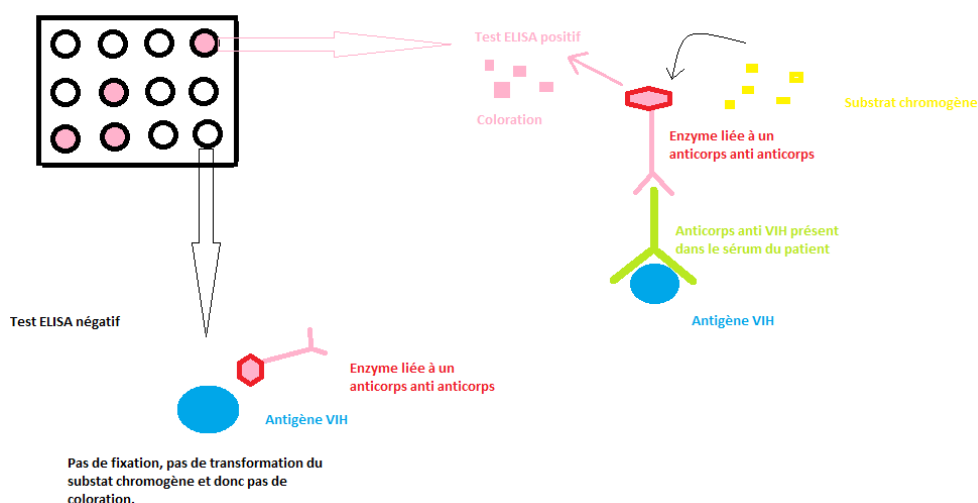 Test ELISA positif
Coloration
Substrat chromogène
Enzyme liée à un
anticorps anti anticorps
Anticorps anti VIH présent
dans le sérum du patient
Antigène VIH
Test ELISA négatif
Enzyme liée à un
anticorps anti anticorps
Antigène VIH
Pas de fixation, pas de transformation du
substat chromogène et donc pas de
coloration.